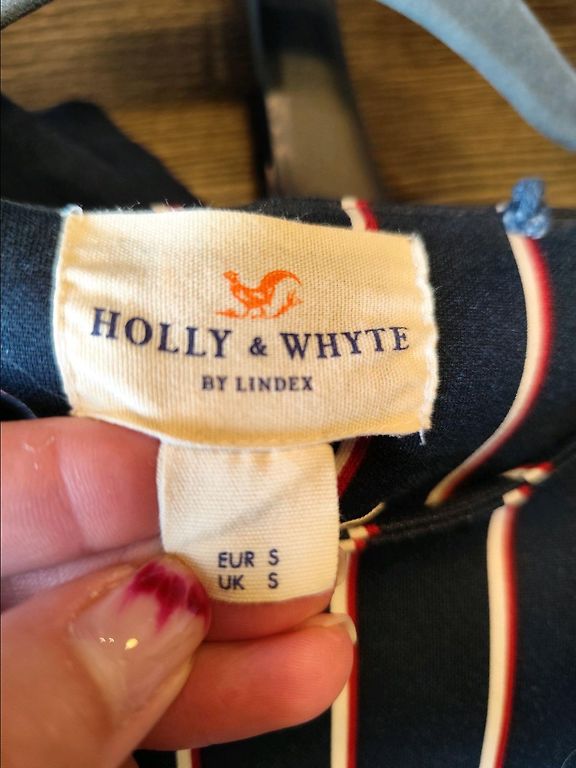 HOLLY & WHYTE
BY LINDEX
EUR S
UK S